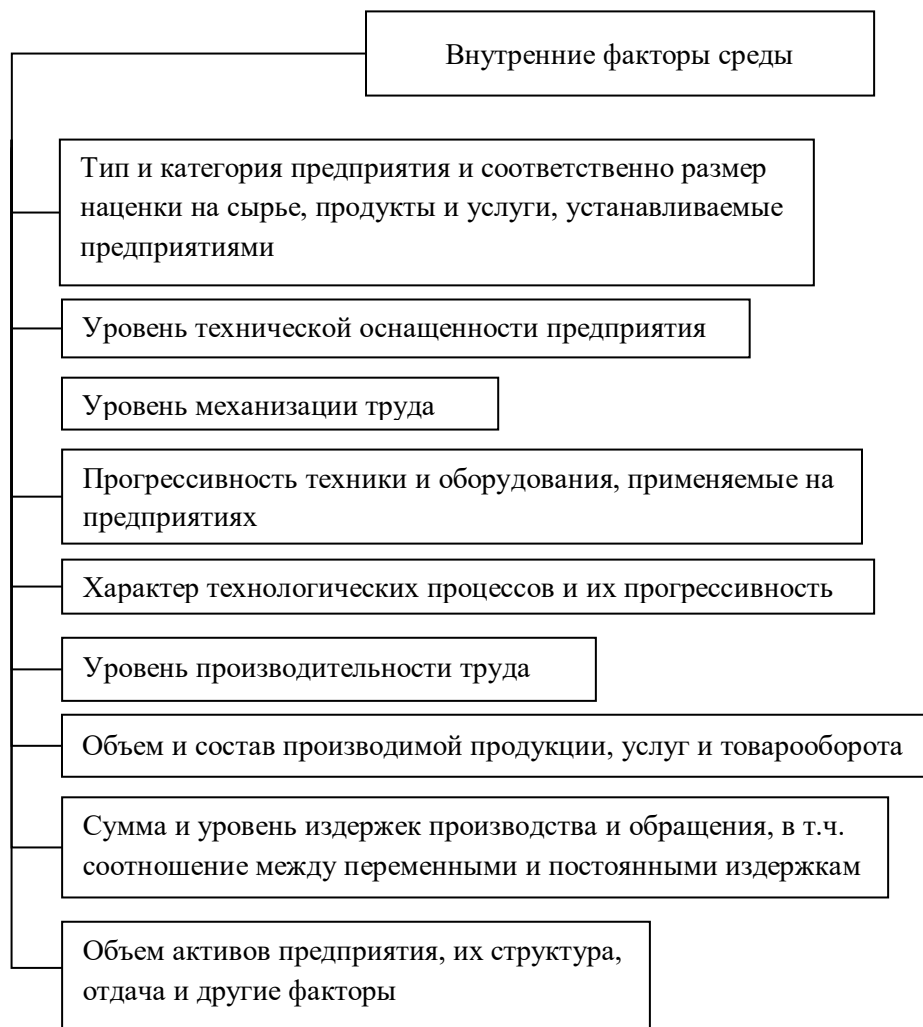 Внутренние факторы среды
Тип и категория предприятия и соответственно размер
наценки на сырье, продукты и услуги, устанавливаемые
предприятиями
Уровень технической оснащенности предприятия
Уровень механизации труда
Прогрессивность техники и оборудования, применяемые на
предприятиях
Характер технологических процессов и их прогрессивность
Уровень производительности труда
Объем и состав производимой продукции, услуг и товарооборота
Сумма и уровень издержек производства и обращения, в т.ч.
соотношение между переменными и постоянными издержкам
Объем активов предприятия, их структура,
отдача и другие факторы